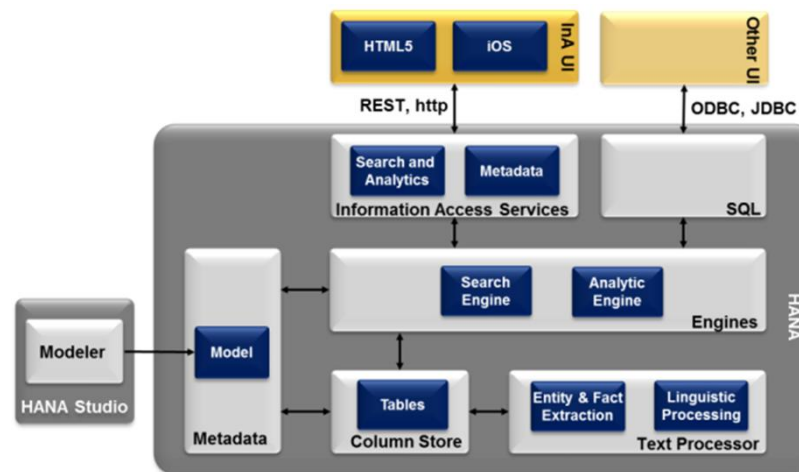 HTML5
iOS
InA UI
Other UI
REST, http
ODBC, JDBC
Search and
Analytics
Metadata
Information Access Services
SQL
Search
Engine
Analytic
Engine
Engines
HANA
Modeler
HANA Studio
Model
Metadata
Tables
Column Store
Entity & Fact
Extraction
Linguistic
Processing
Text Processor